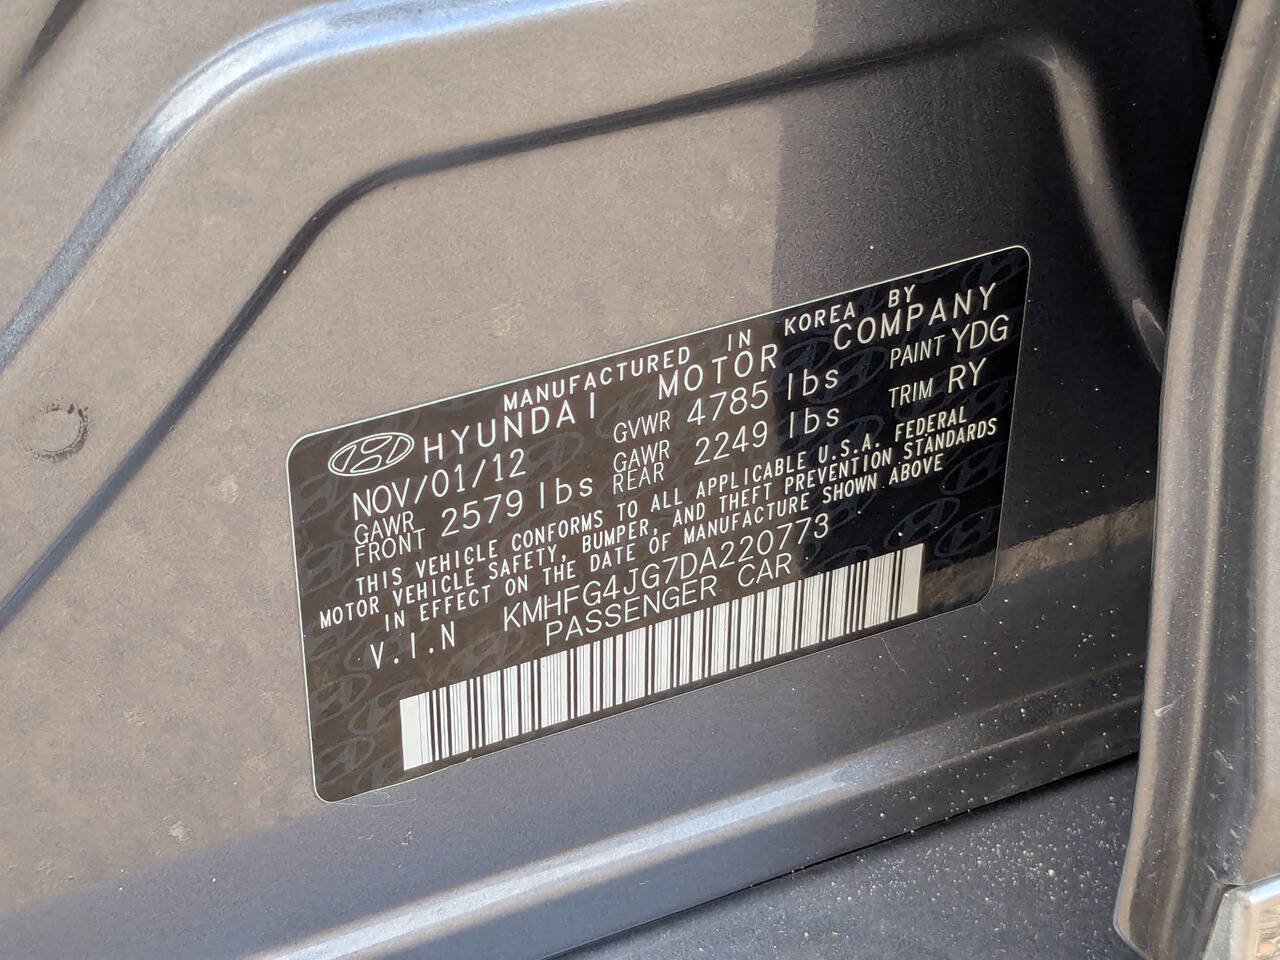 MANUFACTURED IN KOREA BY
HYUNDAI MOTOR COMPANY
NOV/01/12 GVWR 4785 lbs PAINT YDG
GAWR FRONT 2579 lbs GAWR REAR 2249 lbs TRIM RY
THIS VEHICLE CONFORMS TO ALL APPLICABLE U.S.A. FEDERAL
MOTOR VEHICLE SAFETY, BUMPER, AND THEFT PREVENTION STANDARDS
IN EFFECT ON THE DATE OF MANUFACTURE SHOWN ABOVE
V.I.N KMHFG4JG7DA220773
PASSENGER CAR